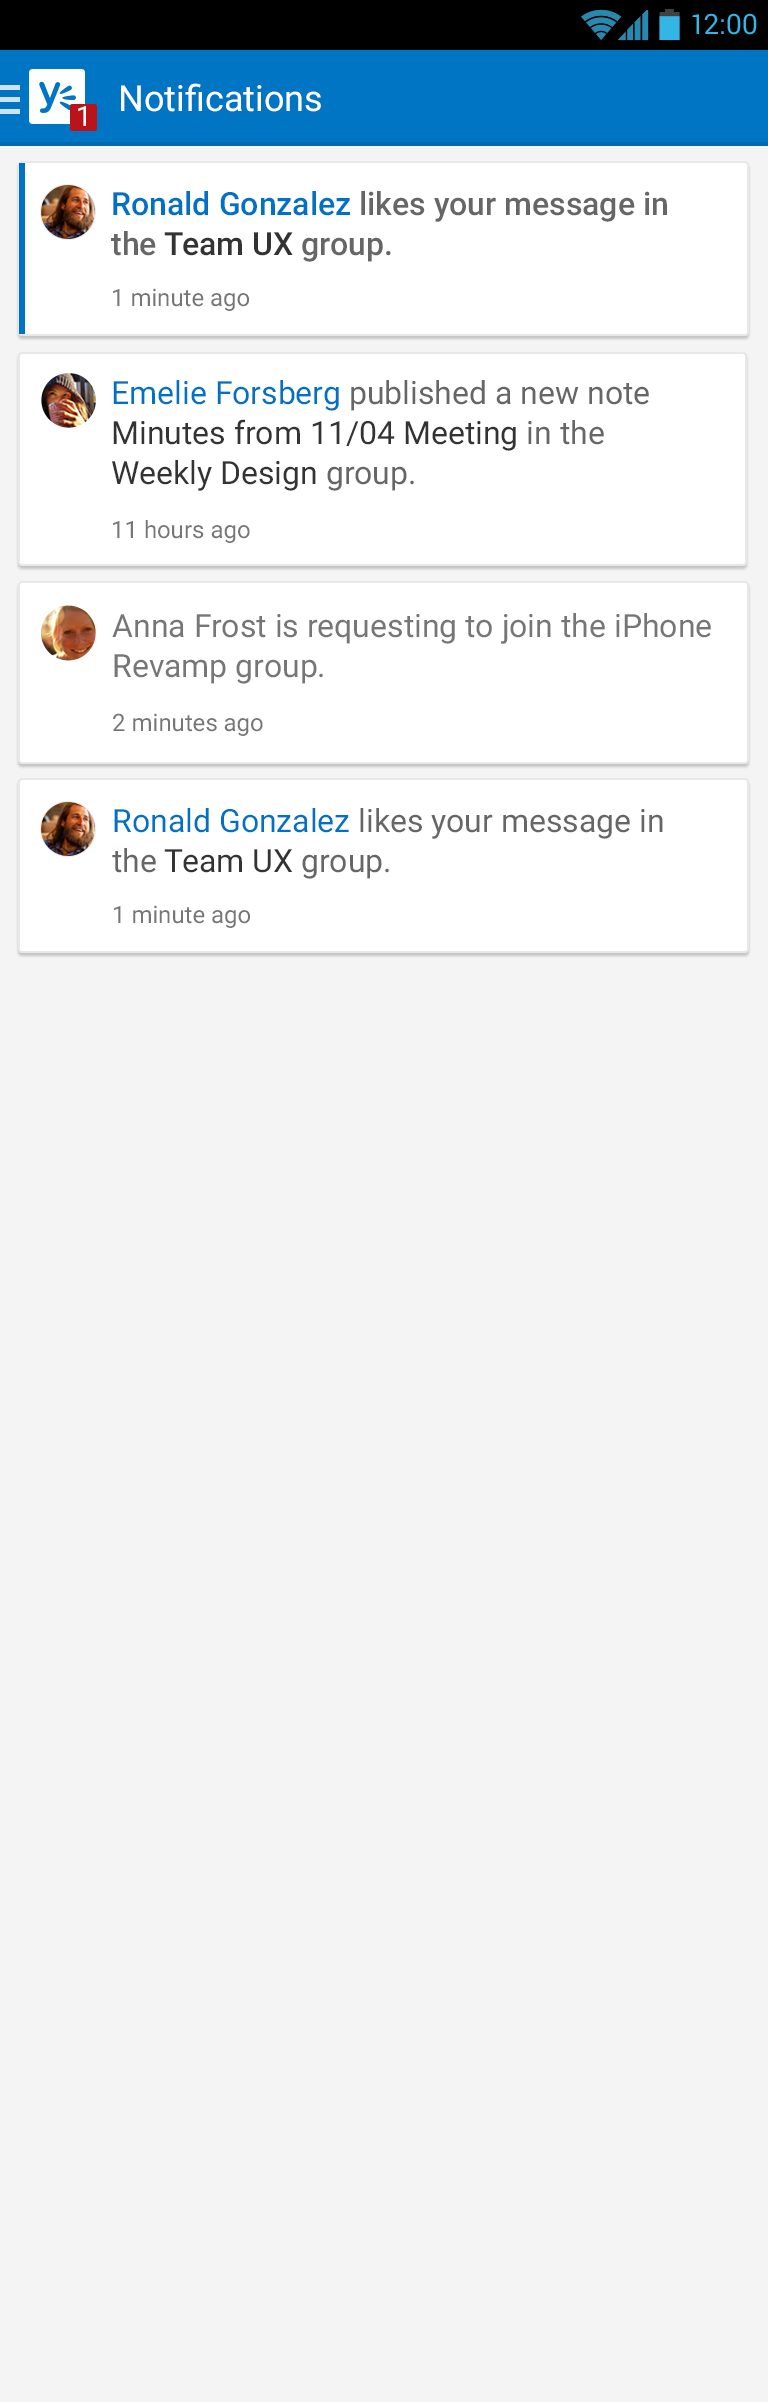 12:00
y
1
Notifications
Ronald Gonzalez likes your message in
the Team UX group.
1 minute ago
Emelie Forsberg published a new note
Minutes from 11/04 Meeting in the
Weekly Design group.
11 hours ago
Anna Frost is requesting to join the iPhone
Revamp group.
2 minutes ago
Ronald Gonzalez likes your message in
the Team UX group.
1 minute ago